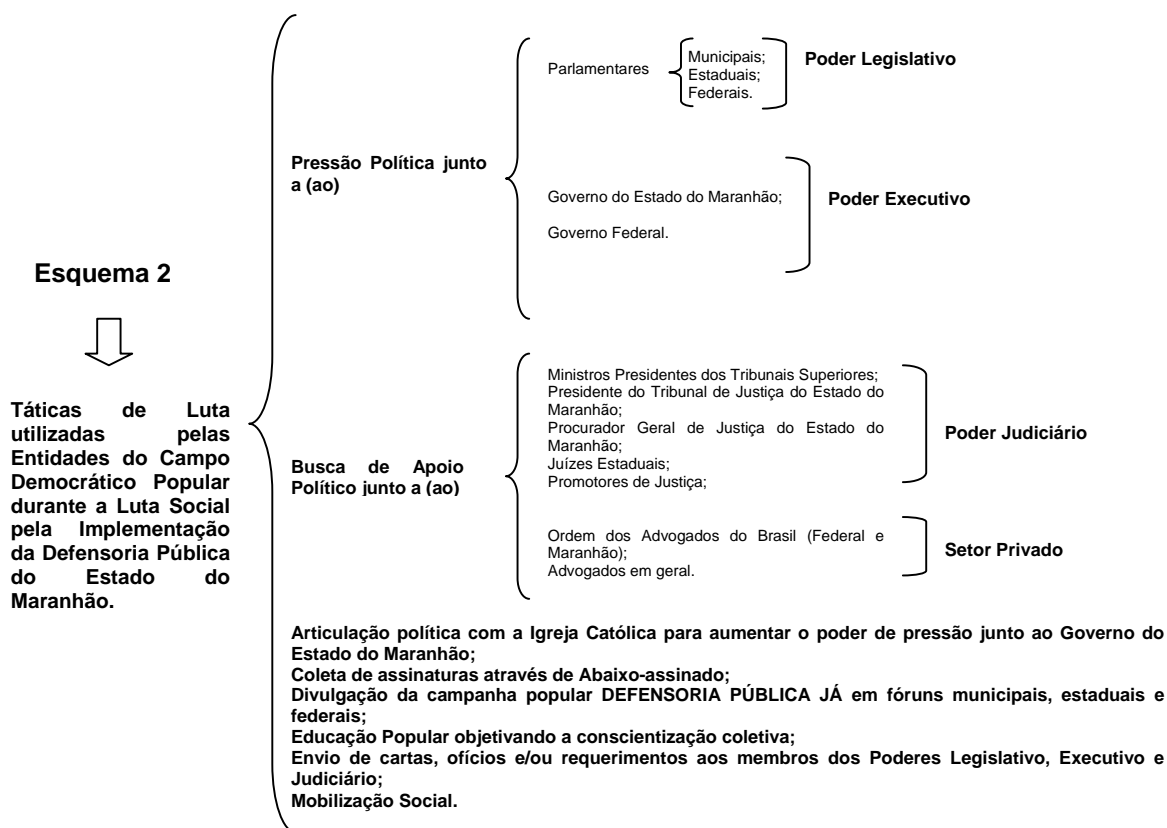 Esquema 2
Táticas de Luta
utilizadas pelas
Entidades do Campo
Democrático Popular
durante a Luta Social
pela Implementação
da Defensoria Pública
do Estado do
Maranhão.
Pressão Política junto
a (ao)
Parlamentares
Municipais;
Estaduais;
Federais.
Poder Legislativo
Governo do Estado do Maranhão;
Governo Federal.
Poder Executivo
Busca de Apoio
Político junto a (ao)
Ministros Presidentes dos Tribunais Superiores;
Presidente do Tribunal de Justiça do Estado do
Maranhão;
Procurador Geral de Justiça do Estado do
Maranhão;
Juízes Estaduais;
Promotores de Justiça;
Poder Judiciário
Ordem dos Advogados do Brasil (Federal e
Maranhão);
Advogados em geral.
Setor Privado
Articulação política com a Igreja Católica para aumentar o poder de pressão junto ao Governo do
Estado do Maranhão;
Coleta de assinaturas através de Abaixo-assinado;
Divulgação da campanha popular DEFENSORIA PÚBLICA JÁ em fóruns municipais, estaduais e
federais;
Educação Popular objetivando a conscientização coletiva;
Envio de cartas, ofícios e/ou requerimentos aos membros dos Poderes Legislativo, Executivo e
Judiciário;
Mobilização Social.